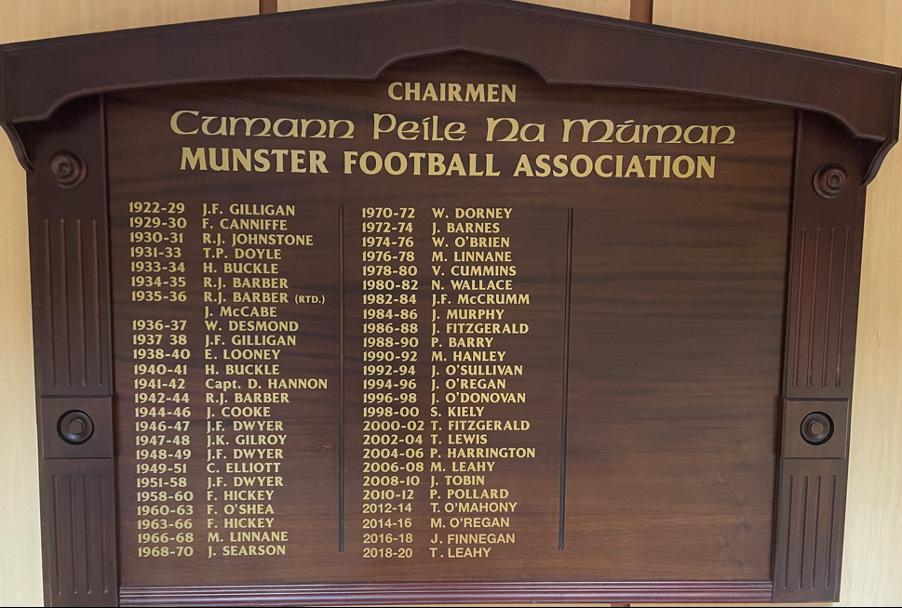 CHAIRMEN
Cumann Peile Na Múman
MUNSTER FOOTBALL ASSOCIATION
1922-29 J.F. GILLIGAN
1929-30 F. CANNIFFE
1930-31 R.J. JOHNSTONE
1931-33 T.P. DOYLE
1933-34 H. BUCKLE
1934-35 R.J. BARBER
1935-36 R.J. BARBER (RTD.)
J. McCABE
1936-37 W. DESMOND
1937 38 J.F. GILLIGAN
1938-40 E. LOONEY
1940-41 H. BUCKLE
1941-42 Capt. D. HANNON
1942-44 R.J. BARBER
1944-46 J. COOKE
1946-47 J.F. DWYER
1947-48 J.K. GILROY
1948-49 J.F. DWYER
1949-51 C. ELLIOTT
1951-58 J.F. DWYER
1958-60 F. HICKEY
1960-63 F. O'SHEA
1963-66 F. HICKEY
1966-68 M. LINNANE
1968-70 J. SEARSON
1970-72 W. DORNEY
1972-74 J. BARNES
1974-76 W. O'BRIEN
1976-78 M. LINNANE
1978-80 V. CUMMINS
1980-82 N. WALLACE
1982-84 J.F. McCRUMM
1984-86 J. MURPHY
1986-88 J. FITZGERALD
1988-90 P. BARRY
1990-92 M. HANLEY
1992-94 J. O'SULLIVAN
1994-96 J. O'REGAN
1996-98 J. O'DONOVAN
1998-00 S. KIELY
2000-02 T. FITZGERALD
2002-04 T. LEWIS
2004-06 P. HARRINGTON
2006-08 M. LEAHY
2008-10 J. TOBIN
2010-12 P. POLLARD
2012-14 T. O'MAHONY
2014-16 M. O'REGAN
2016-18 J. FINNEGAN
2018-20 T. LEAHY